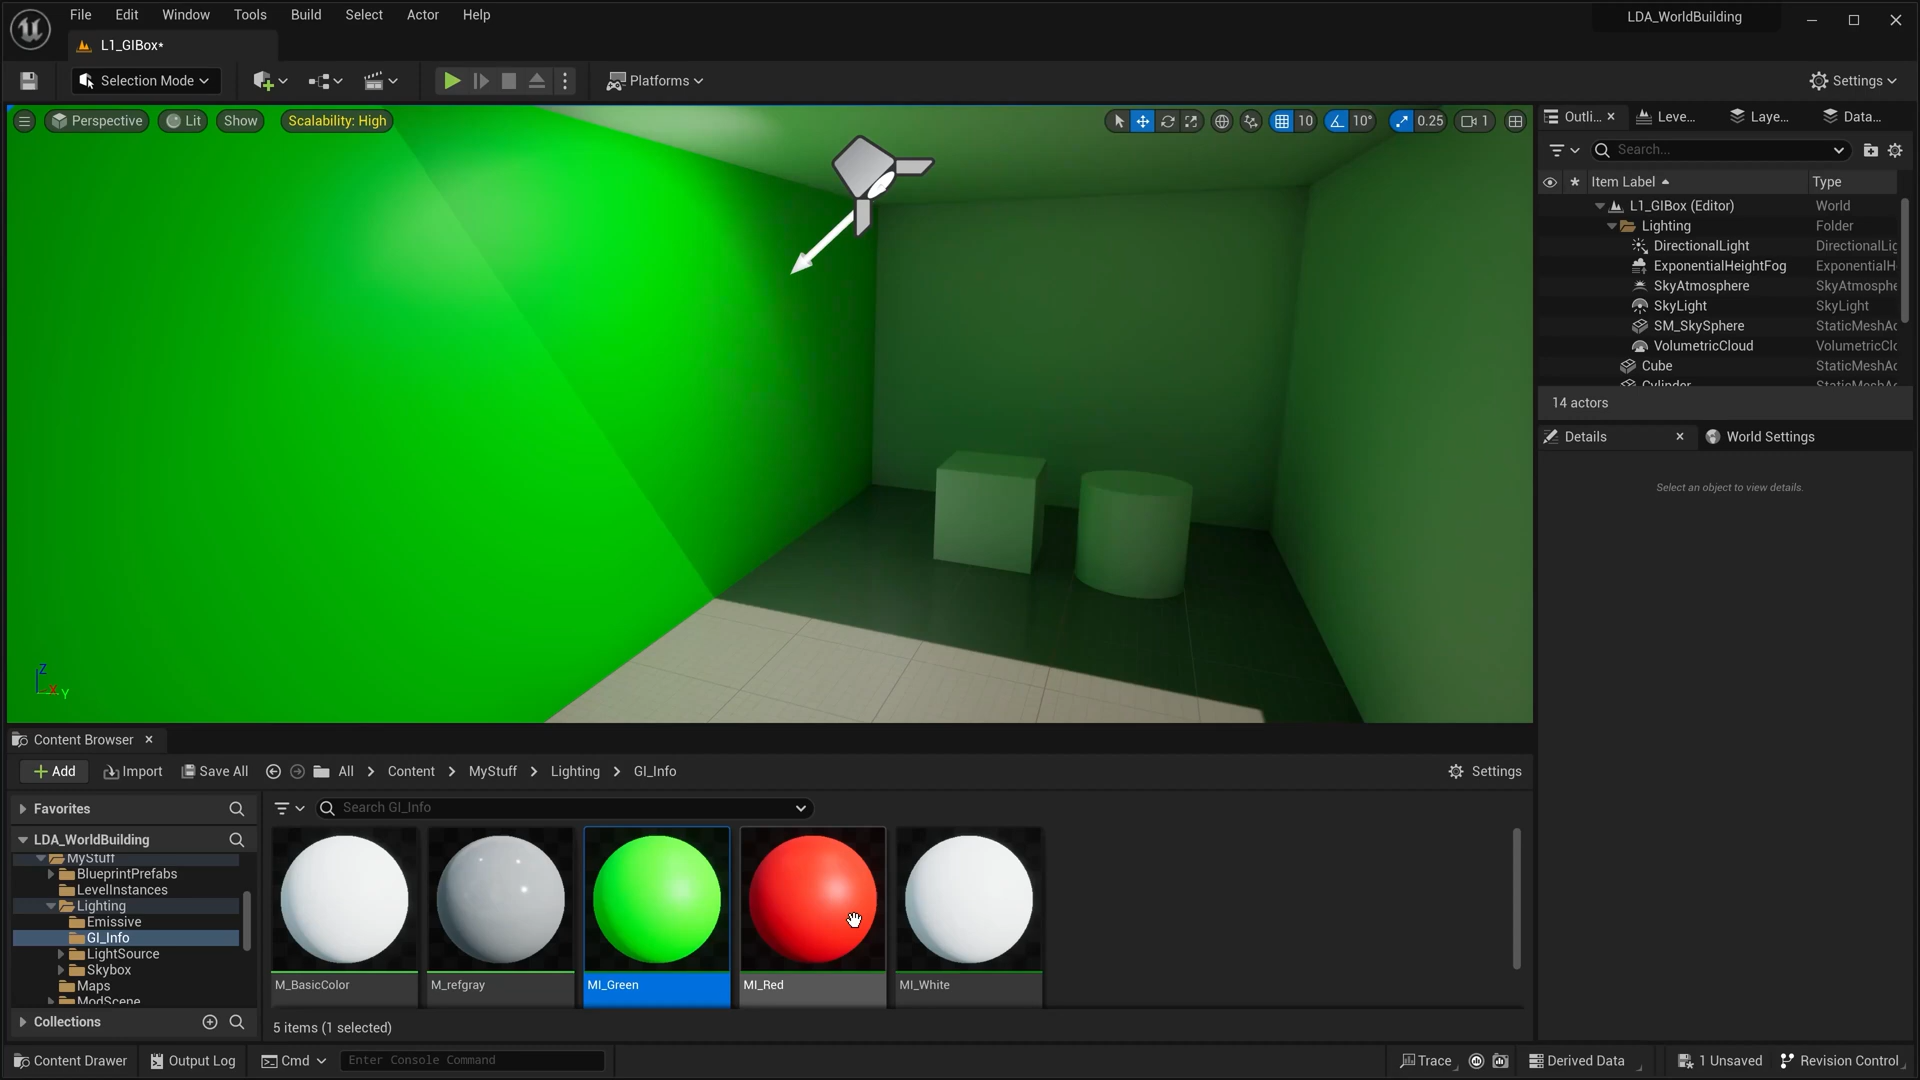 File Edit Window Tools Build Select Actor Help
LDA_WorldBuilding
L1_GIBox*
Selection Mode
Platforms
Settings
Perspective
Lit
Show
Scalability: High
10
10°
0.25
1
Outli...
Leve...
Laye...
Data...
Search...
Item Label
Type
L1_GIBox (Editor) World
Lighting Folder
DirectionalLight DirectionalLig
ExponentialHeightFog ExponentialH
SkyAtmosphere SkyAtmosphe
SkyLight SkyLight
SM_SkySphere StaticMeshAc
VolumetricCloud VolumetricClo
Cube StaticMeshAc
Cylinder StaticMeshAc
14 actors
Details
World Settings
Select an object to view details.
Z
X
Y
Content Browser
Add
Import
Save All
All > Content > MyStuff > Lighting > GI_Info
Settings
Favorites
Search GI_Info
LDA_WorldBuilding
MyStuff
BlueprintPrefabs
LevelInstances
Lighting
Emissive
GI_Info
LightSource
Skybox
Maps
ModScene
Collections
M_BasicColor
M_refgray
MI_Green
MI_Red
MI_White
5 items (1 selected)
Content Drawer
Output Log
Cmd
Enter Console Command
Trace
Derived Data
1 Unsaved
Revision Control